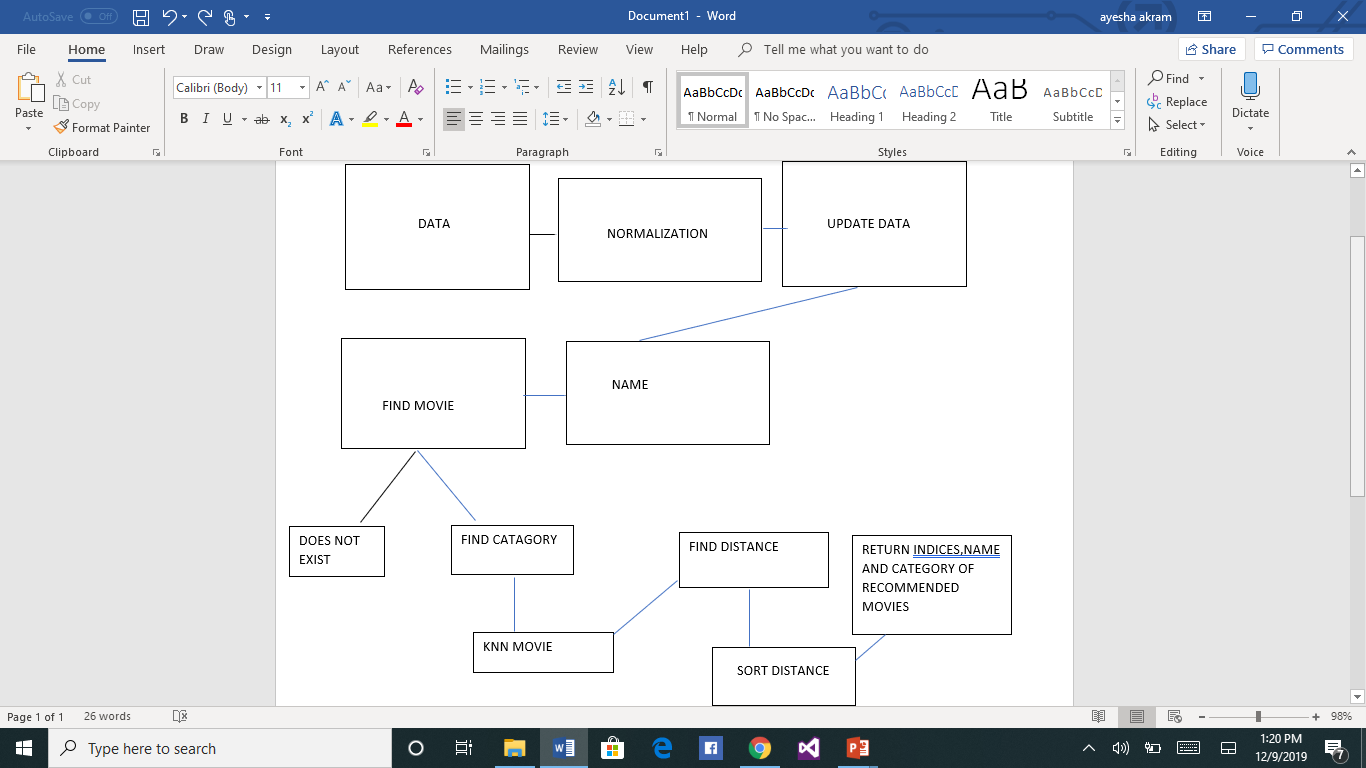 AutoSave Off
Document1 - Word
ayesha akram
File Home Insert Draw Design Layout References Mailings Review View Help Tell me what you want to do
Share Comments
Paste
Cut
Copy
Format Painter
Clipboard
Calibri (Body) 11
Font
Paragraph
AaBbCcDc AaBbCcDc AaBbCc AaBbCcD AaB AaBbCcD
¶ Normal ¶ No Spac... Heading 1 Heading 2 Title Subtitle
Styles
Find
Replace
Select
Editing
Dictate
Voice
DATA
NORMALIZATION
UPDATE DATA
FIND MOVIE
NAME
DOES NOT
EXIST
FIND CATAGORY
FIND DISTANCE
RETURN INDICES,NAME
AND CATEGORY OF
RECOMMENDED
MOVIES
KNN MOVIE
SORT DISTANCE
Page 1 of 1 26 words
98%
Type here to search
1:20 PM
12/9/2019
7